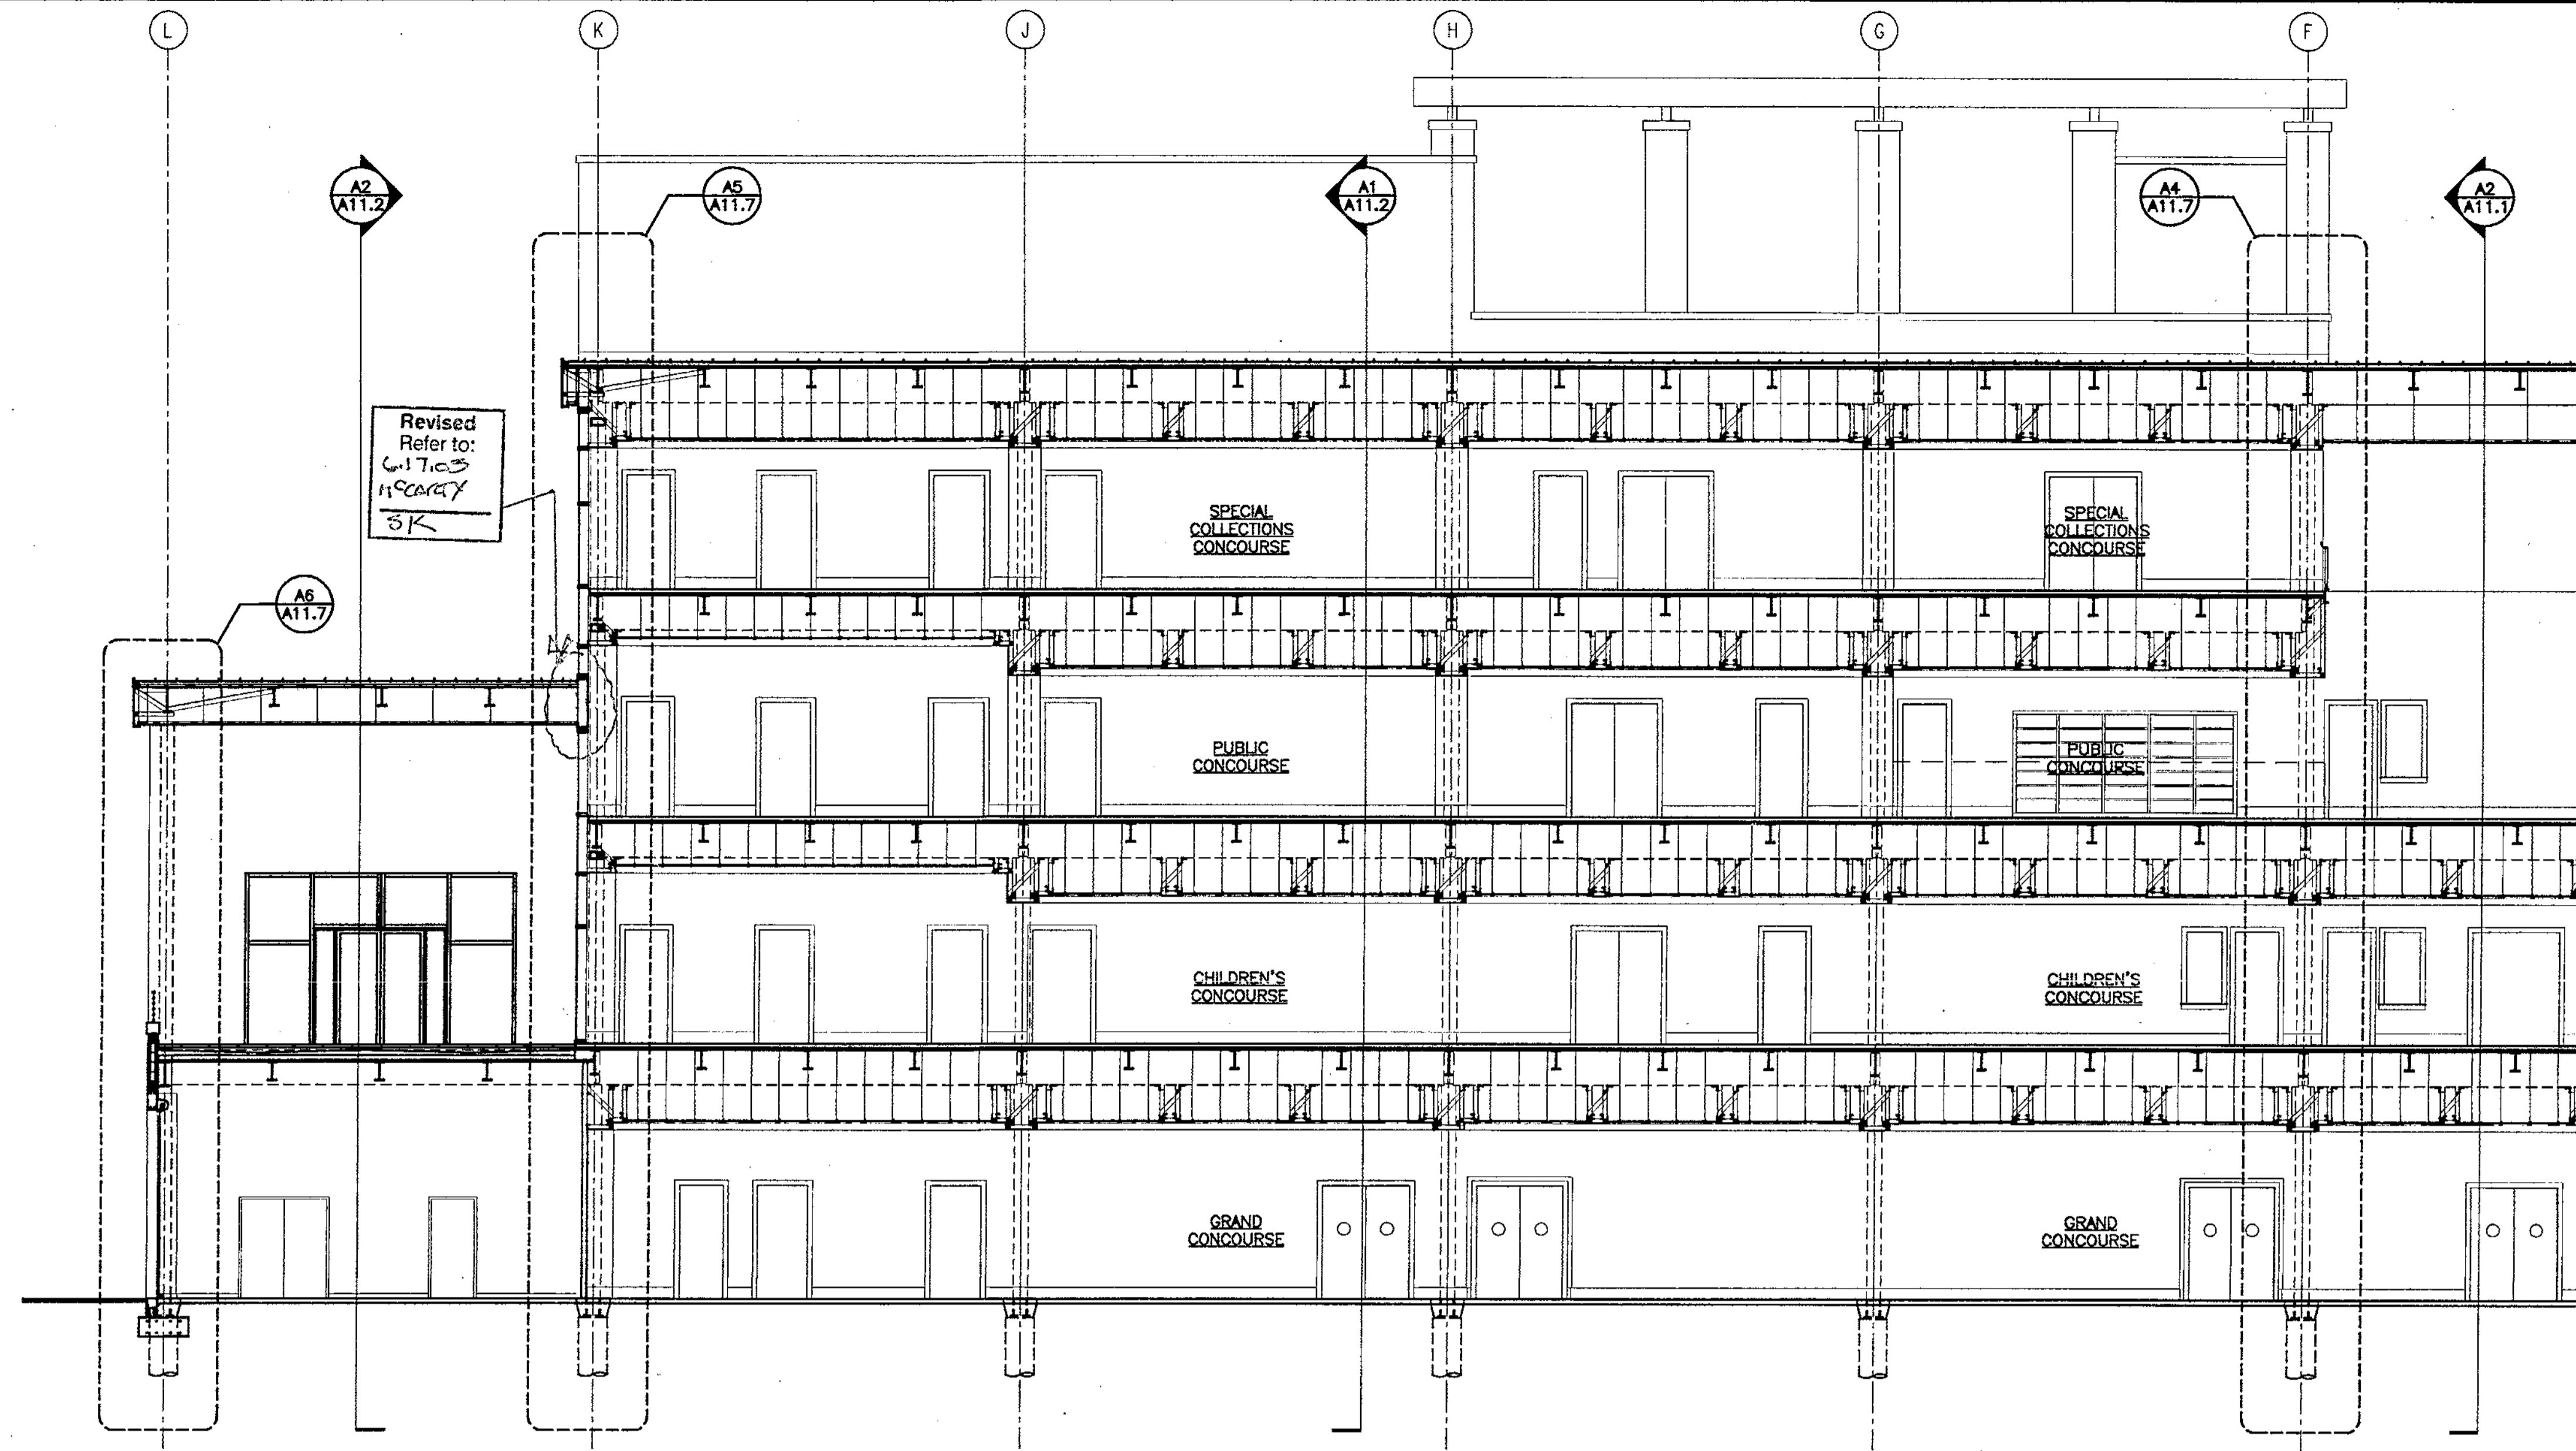 L
K
J
H
G
F
A2
A11.2
A5
A11.7
A1
A11.2
A4
A11.7
A2
A11.1
Revised
Refer to:
6.17.03
SK
SPECIAL
COLLECTIONS
CONCOURSE
SPECIAL
COLLECTIONS
CONCOURSE
A6
A11.7
PUBLIC
CONCOURSE
PUBLIC
CONCOURSE
CHILDREN'S
CONCOURSE
CHILDREN'S
CONCOURSE
GRAND
CONCOURSE
GRAND
CONCOURSE